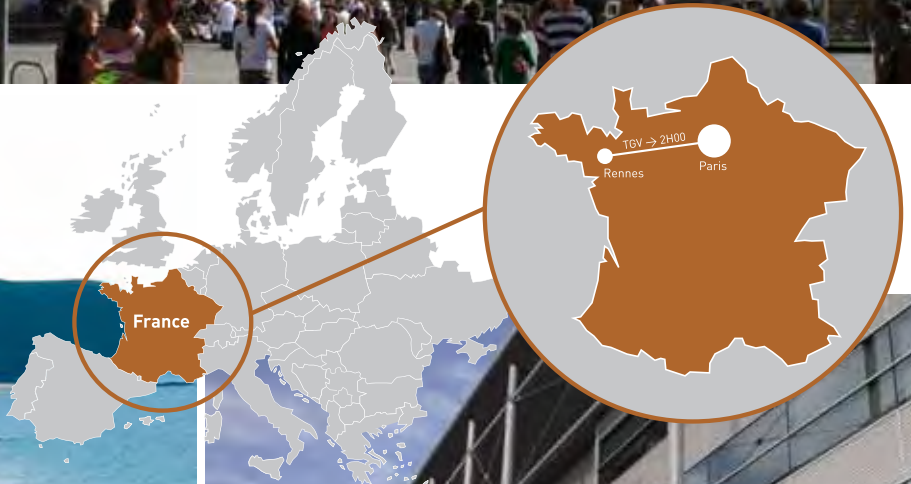 France
TGV → 2H00
Rennes
Paris